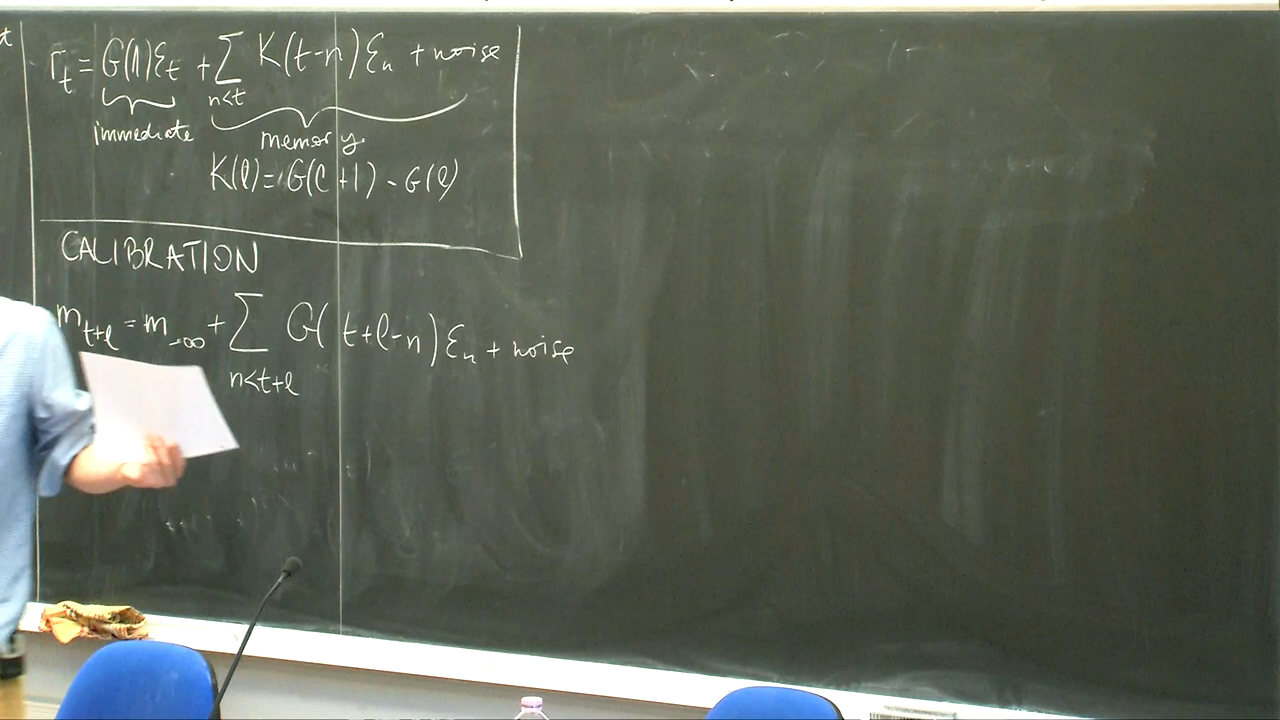 r_t = G(1)ε_t + ∑_{n<t} K(t-n) ε_n + noise
immediate memory
K(ℓ) = G(ℓ+1) - G(ℓ)
CALIBRATION
m_{t+ℓ} = m_{-∞} + ∑_{n<t+ℓ} G(t+ℓ-n) ε_n + noise